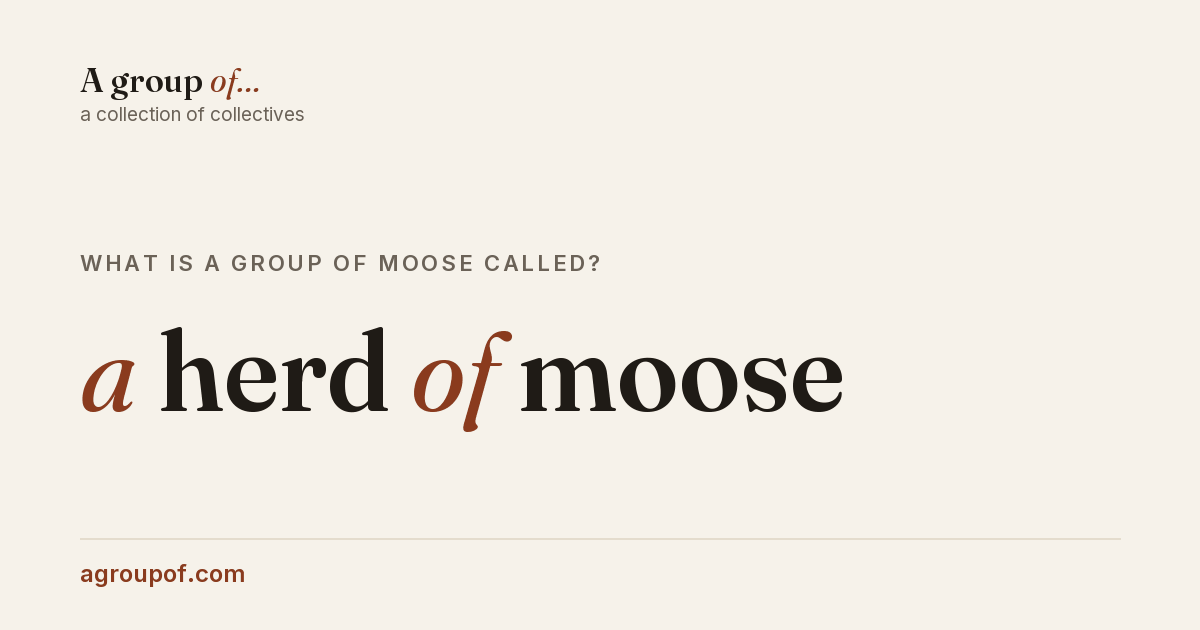 A group of...
a collection of collectives
WHAT IS A GROUP OF MOOSE CALLED?
a herd of moose
agroupof.com